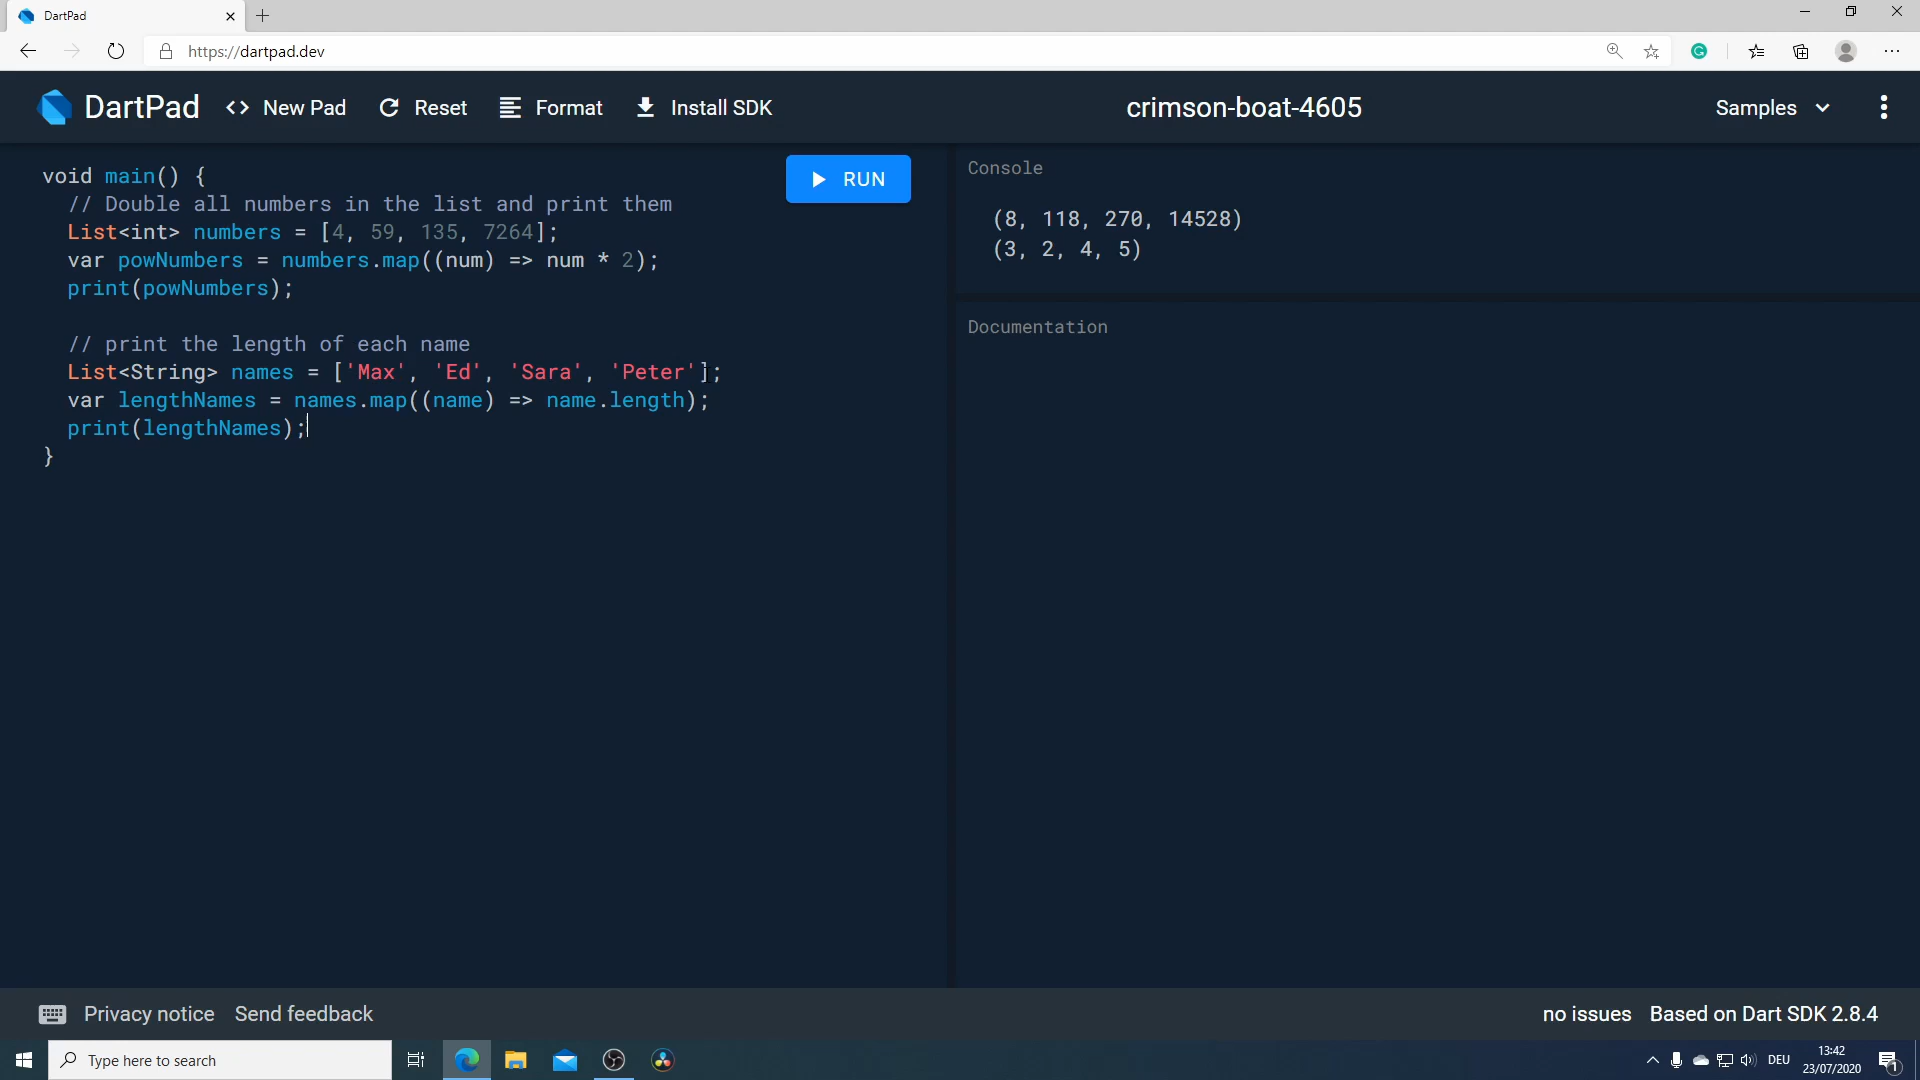 DartPad
https://dartpad.dev
DartPad
<> New Pad
Reset
Format
Install SDK
crimson-boat-4605
Samples
void main() {
  // Double all numbers in the list and print them
  List<int> numbers = [4, 59, 135, 7264];
  var powNumbers = numbers.map((num) => num * 2);
  print(powNumbers);

  // print the length of each name
  List<String> names = ['Max', 'Ed', 'Sara', 'Peter'];
  var lengthNames = names.map((name) => name.length);
  print(lengthNames);
}
RUN
Console
(8, 118, 270, 14528)
(3, 2, 4, 5)
Documentation
Privacy notice
Send feedback
no issues
Based on Dart SDK 2.8.4
Type here to search
DEU
13:42
23/07/2020
1